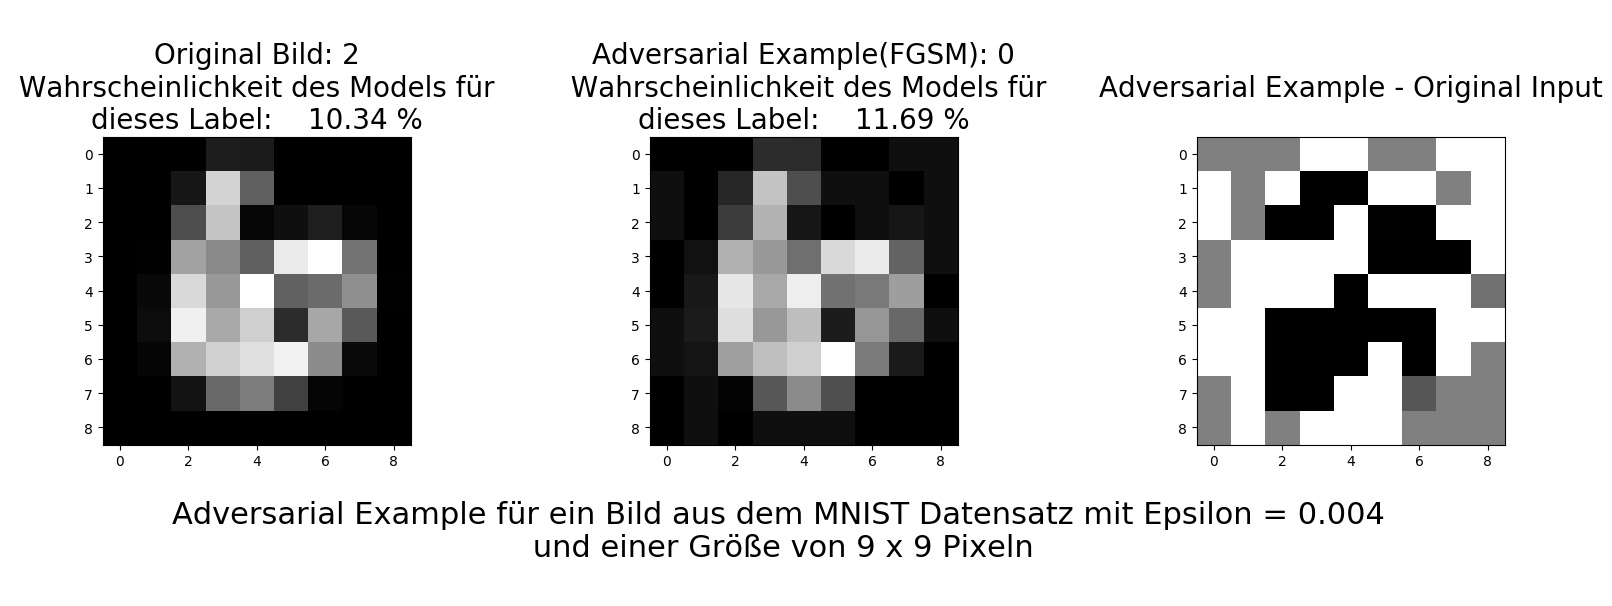 Original Bild: 2
Wahrscheinlichkeit des Models für
dieses Label: 10.34 %
Adversarial Example(FGSM): 0
Wahrscheinlichkeit des Models für
dieses Label: 11.69 %
Adversarial Example - Original Input
0
1
2
3
4
5
6
7
8
0 2 4 6 8
0
1
2
3
4
5
6
7
8
0 2 4 6 8
0
1
2
3
4
5
6
7
8
0 2 4 6 8
Adversarial Example für ein Bild aus dem MNIST Datensatz mit Epsilon = 0.004
und einer Größe von 9 x 9 Pixeln